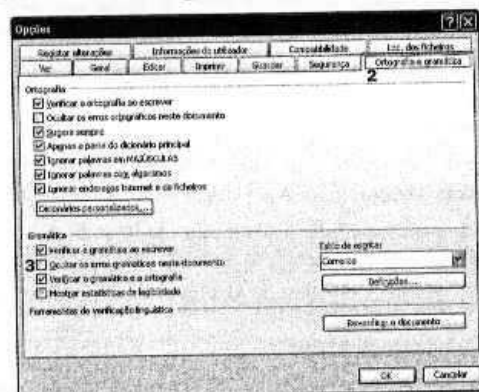 Opções
Registar alterações Informações do utilizador Compatibilidade Loc. dos ficheiros
Ver Geral Editar Imprimir Guardar Segurança Ortografia e gramática
2
Ortografia
Verificar a ortografia ao escrever
Ocultar os erros ortográficos neste documento
Sugerir sempre
Apenas a partir do dicionário principal
Ignorar palavras em MAIÚSCULAS
Ignorar palavras com algarismos
Ignorar endereços Internet e de ficheiros
Dicionários personalizados...
Gramática
Verificar a gramática ao escrever
3 Ocultar os erros gramaticais neste documento
Verificar a gramática e a ortografia
Mostrar estatísticas de legibilidade
Estilo de escrita:
Correcto
Definições...
Ferramentas de verificação linguística
Reverificar o documento
OK Cancelar